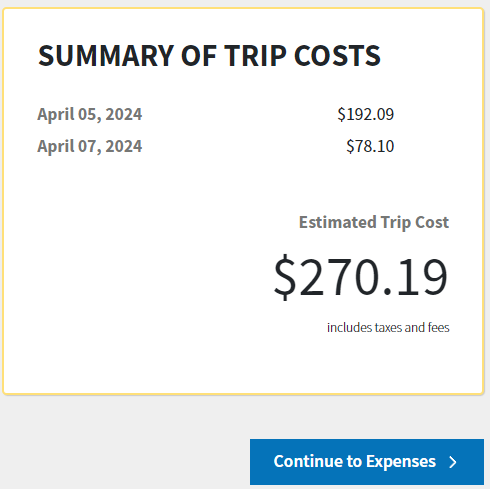 SUMMARY OF TRIP COSTS
April 05, 2024 $192.09
April 07, 2024 $78.10
Estimated Trip Cost
$270.19
includes taxes and fees
Continue to Expenses